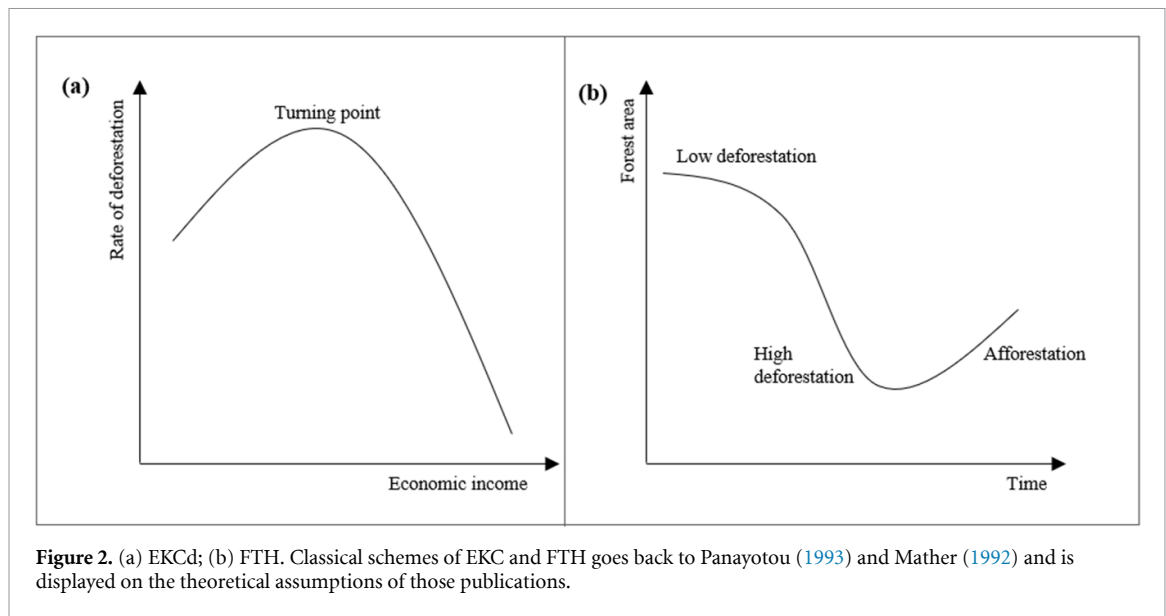 (a)
Rate of deforestation
Turning point
Economic income
(b)
Forest area
Low deforestation
High
deforestation
Afforestation
Time
Figure 2. (a) EKCd; (b) FTH. Classical schemes of EKC and FTH goes back to Panayotou (1993) and Mather (1992) and is
displayed on the theoretical assumptions of those publications.